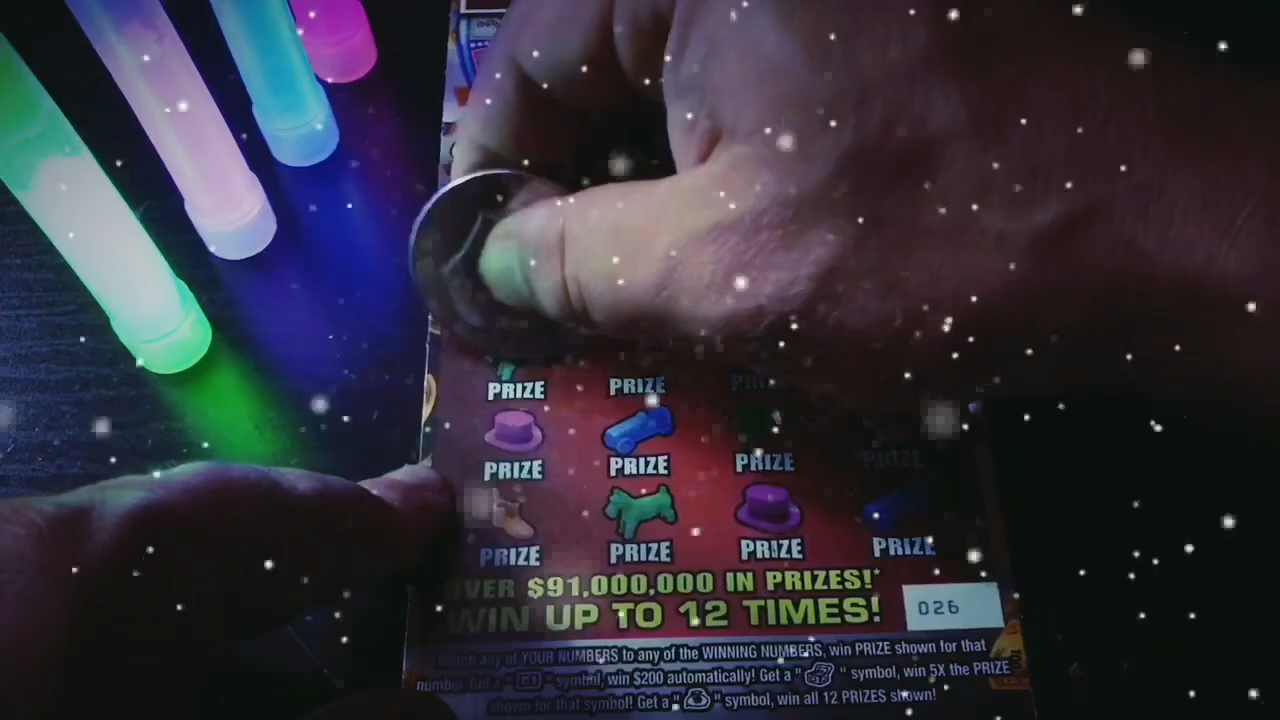 PRIZE PRIZE PRIZE
PRIZE PRIZE PRIZE PRIZE
PRIZE PRIZE PRIZE PRIZE
OVER $91,000,000 IN PRIZES!*
WIN UP TO 12 TIMES!
026
Match any of YOUR NUMBERS to any of the WINNING NUMBERS, win PRIZE shown for that
number. Get a " " symbol, win $200 automatically! Get a " " symbol, win 5X the PRIZE
shown for that symbol! Get a " " symbol, win all 12 PRIZES shown!